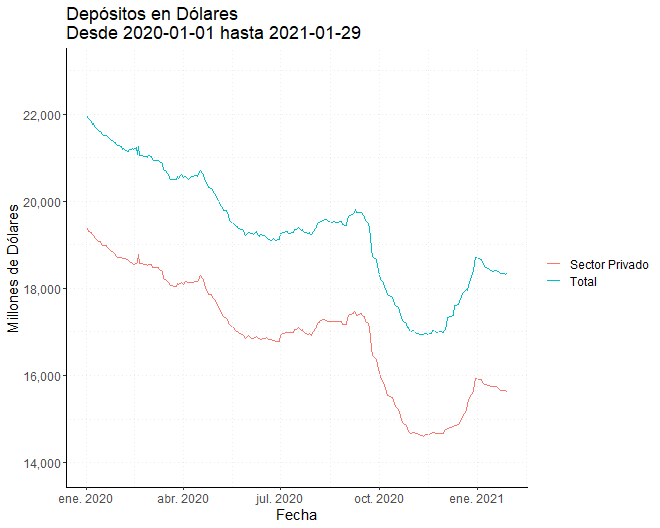 Depósitos en Dólares
Desde 2020-01-01 hasta 2021-01-29
Millones de Dólares
22,000
20,000
18,000
16,000
14,000
ene. 2020
abr. 2020
jul. 2020
oct. 2020
ene. 2021
Fecha
Sector Privado
Total